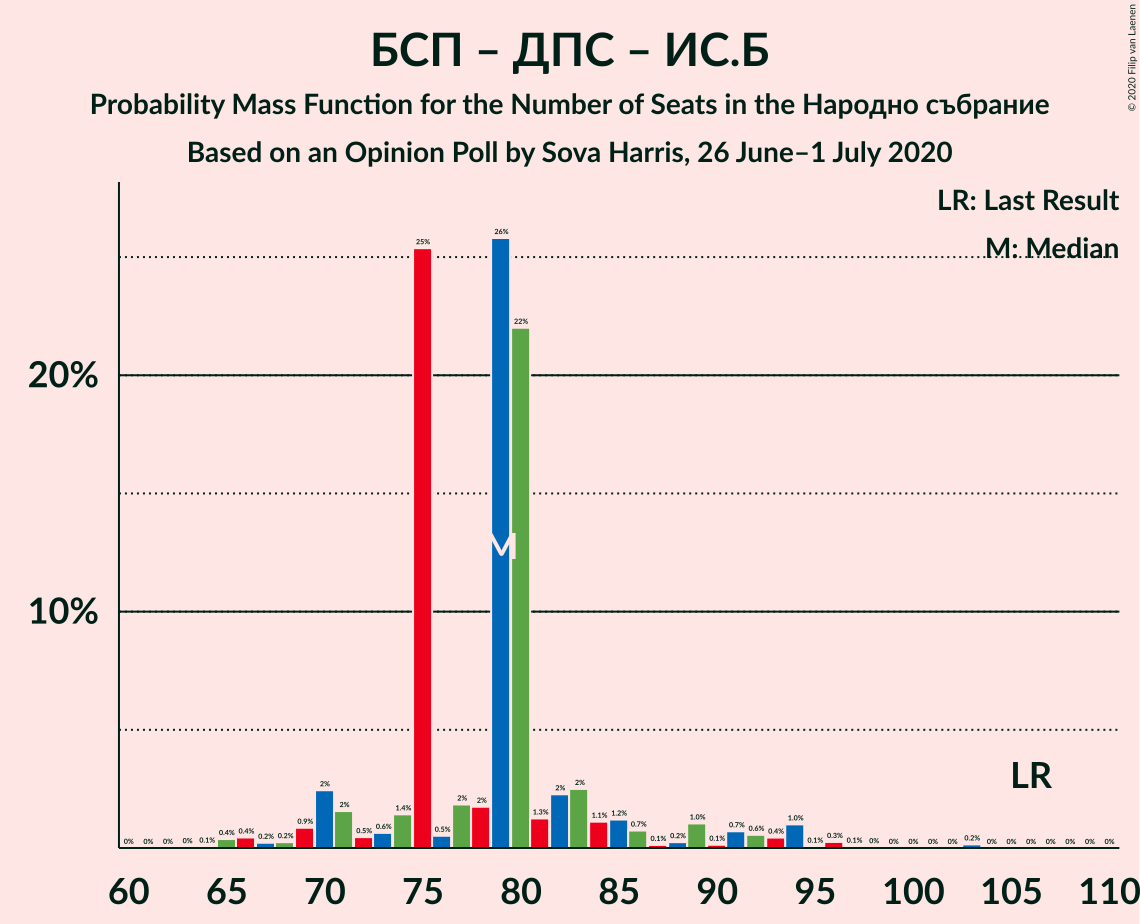 БСП – ДПС – ИС.Б
Probability Mass Function for the Number of Seats in the Народно събрание
Based on an Opinion Poll by Sova Harris, 26 June–1 July 2020
© 2020 Filip van Laenen
LR: Last Result
M: Median
20%
10%
0% 0% 0% 0% 0.1% 0.4% 0.4% 0.2% 0.2% 0.9% 2% 2% 0.5% 0.6% 1.4% 25% 0.5% 2% 2% 26% 22% 1.3% 2% 2% 1.1% 1.2% 0.7% 0.1% 0.2% 1.0% 0.1% 0.7% 0.6% 0.4% 1.0% 0.1% 0.3% 0.1% 0% 0% 0% 0% 0% 0.2% 0% 0% 0% 0% 0% 0% 0%
M
LR
60 65 70 75 80 85 90 95 100 105 110